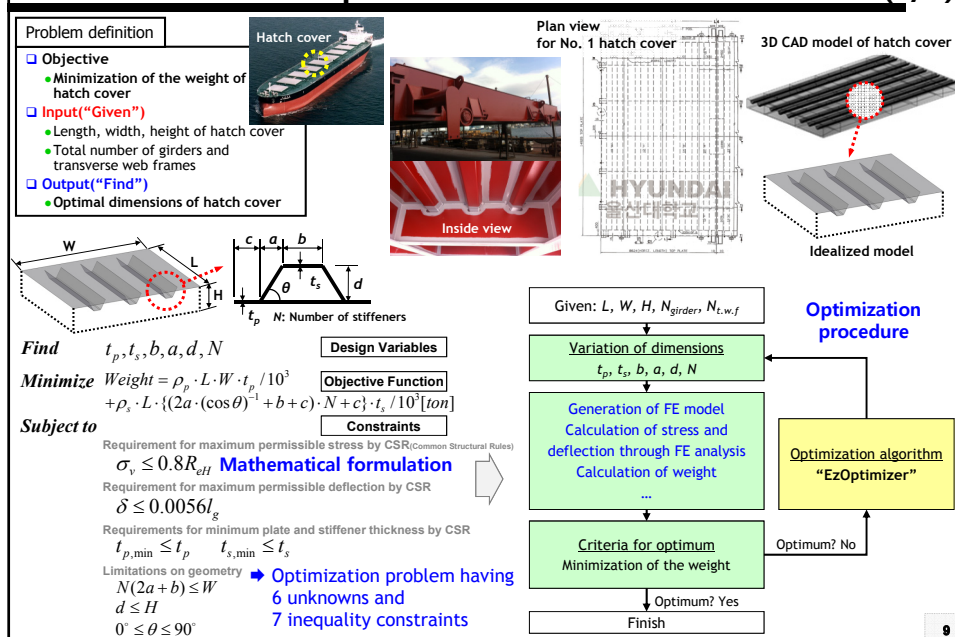 Problem definition
Objective
Minimization of the weight of
hatch cover
Input("Given")
Length, width, height of hatch cover
Total number of girders and
transverse web frames
Output("Find")
Optimal dimensions of hatch cover
Hatch cover
Inside view
Plan view
for No. 1 hatch cover
HYUNDAI
울산대학교
3D CAD model of hatch cover
Idealized model
W
L
H
c a b
θ
t_s
d
t_p
N: Number of stiffeners
Find t_p, t_s, b, a, d, N
Design Variables
Minimize Weight = ρ_p · L · W · t_p / 10³
Objective Function
+ρ_s · L · {(2a · (cos θ)⁻¹ + b + c) · N + c} · t_s / 10³ [ton]
Subject to
Constraints
Requirement for maximum permissible stress by CSR(Common Structural Rules)
σ_v ≤ 0.8R_eH Mathematical formulation
Requirement for maximum permissible deflection by CSR
δ ≤ 0.0056l_g
Requirements for minimum plate and stiffener thickness by CSR
t_p,min ≤ t_p t_s,min ≤ t_s
Limitations on geometry
N(2a + b) ≤ W
d ≤ H
0° ≤ θ ≤ 90°
➡ Optimization problem having
6 unknowns and
7 inequality constraints
Given: L, W, H, N_girder, N_t.w.f
Optimization
procedure
Variation of dimensions
t_p, t_s, b, a, d, N
Generation of FE model
Calculation of stress and
deflection through FE analysis
Calculation of weight
…
Optimization algorithm
"EzOptimizer"
Criteria for optimum
Minimization of the weight
Optimum? No
Optimum? Yes
Finish
9